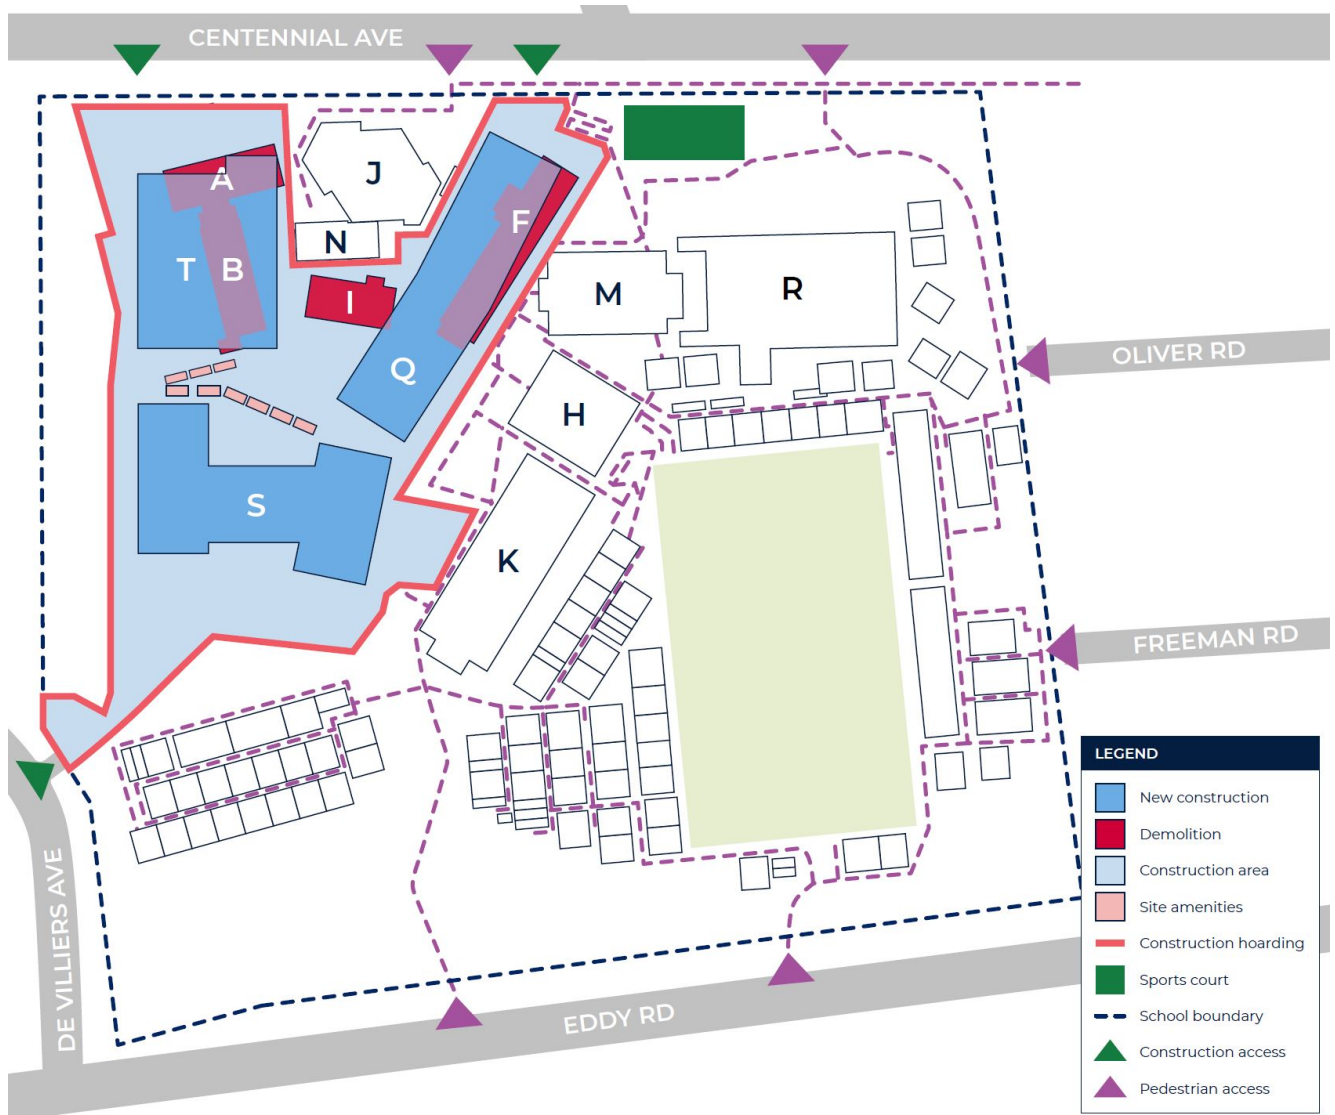 CENTENNIAL AVE
A
J
F
N
T
B
I
M
R
Q
H
S
K
OLIVER RD
FREEMAN RD
DE VILLIERS AVE
EDDY RD
LEGEND
New construction
Demolition
Construction area
Site amenities
Construction hoarding
Sports court
School boundary
Construction access
Pedestrian access